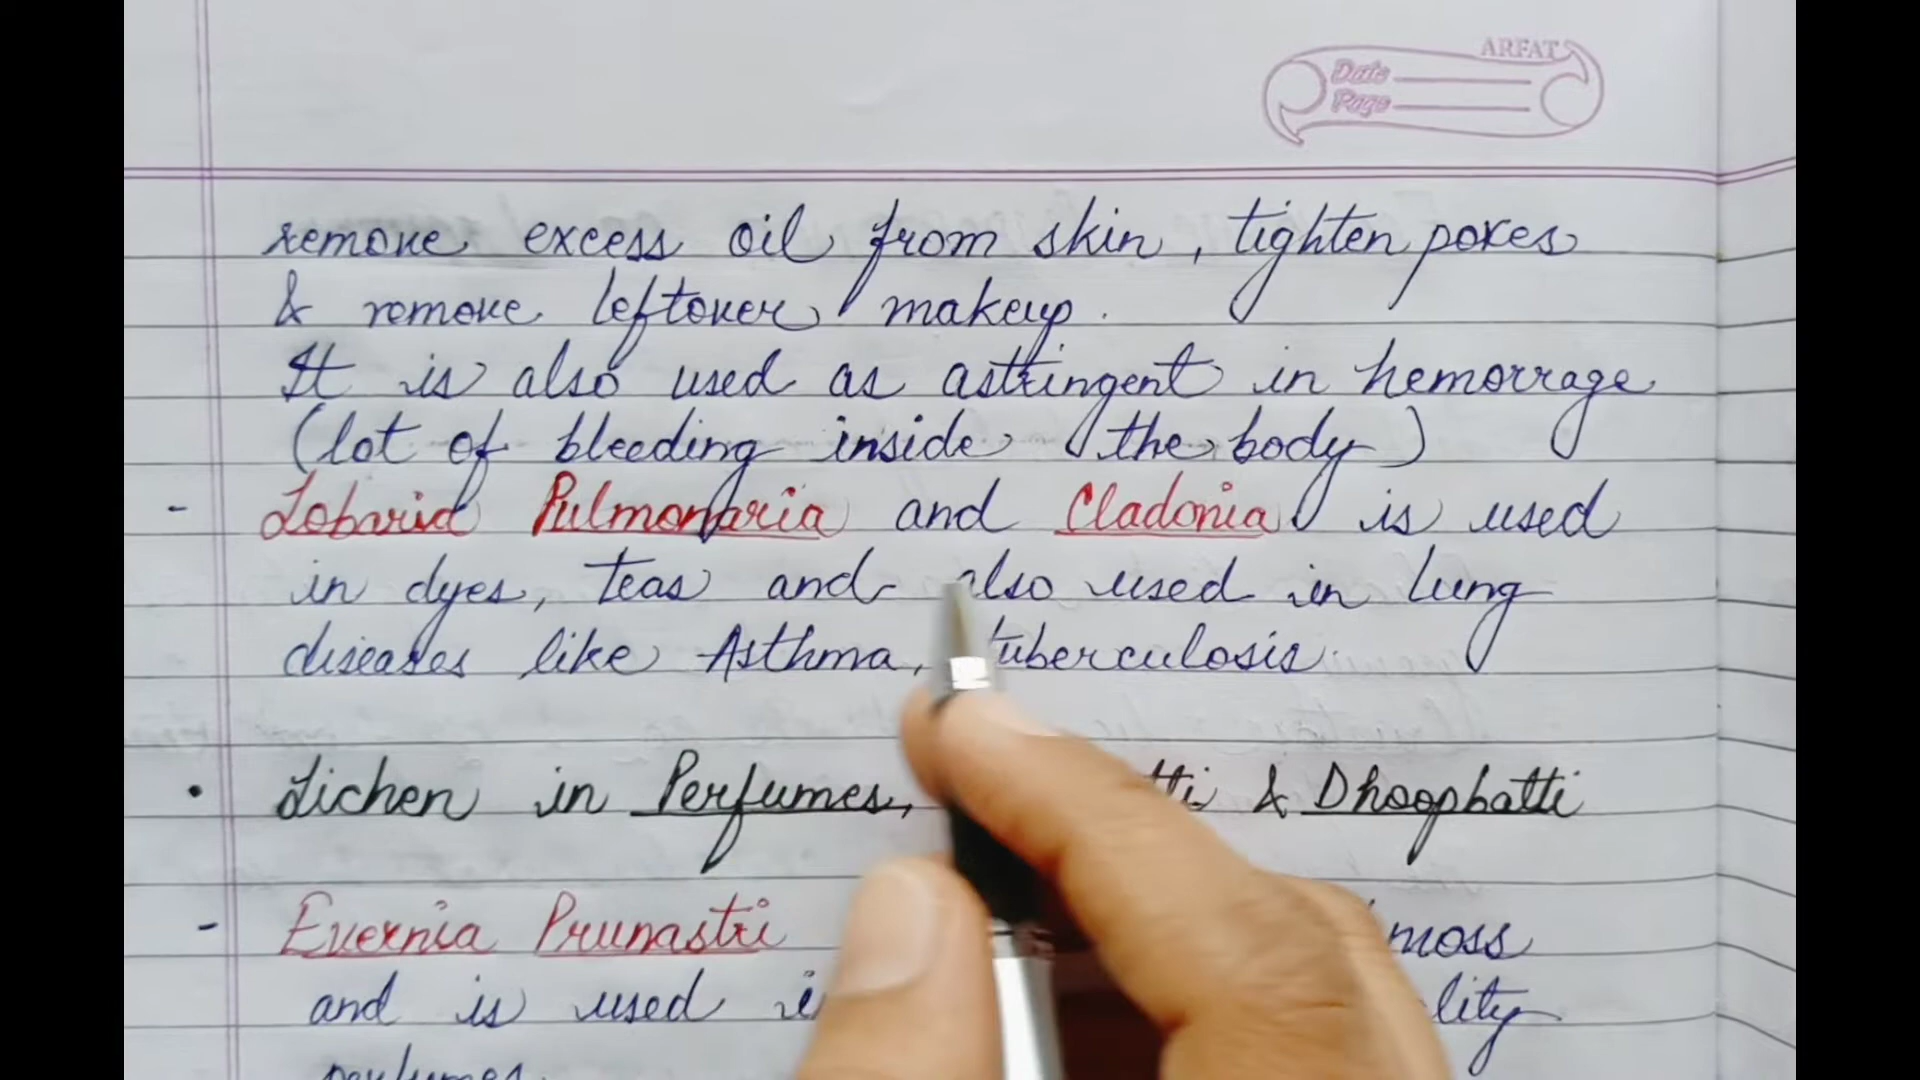 ARFAT
Date
Page
remove excess oil from skin, tighten pores
& remove leftover makeup.
It is also used as astringent in hemorrage
(lot of bleeding inside the body)
- Lobaria Pulmonaria and Cladonia is used
in dyes, teas and also used in lung
diseases like Asthma, tuberculosis.
• Lichen in Perfumes, & Dhoopbatti
- Evernia Prunastri moss
and is used
perfumes.